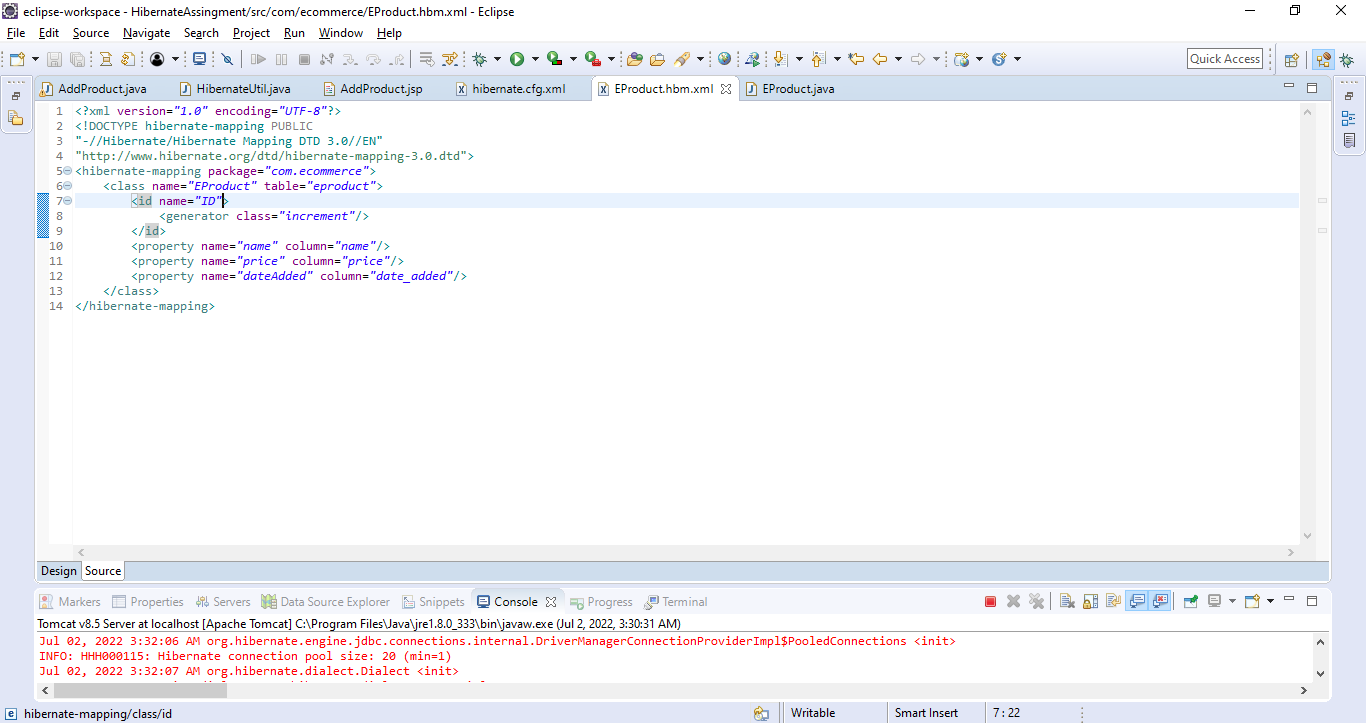 eclipse-workspace - HibernateAssingment/src/com/ecommerce/EProduct.hbm.xml - Eclipse
File Edit Source Navigate Search Project Run Window Help
Quick Access
AddProduct.java HibernateUtil.java AddProduct.jsp hibernate.cfg.xml EProduct.hbm.xml EProduct.java
1 <?xml version="1.0" encoding="UTF-8"?>
2 <!DOCTYPE hibernate-mapping PUBLIC
3 "-//Hibernate/Hibernate Mapping DTD 3.0//EN"
4 "http://www.hibernate.org/dtd/hibernate-mapping-3.0.dtd">
5 <hibernate-mapping package="com.ecommerce">
6 <class name="EProduct" table="eproduct">
7 <id name="ID">
8 <generator class="increment"/>
9 </id>
10 <property name="name" column="name"/>
11 <property name="price" column="price"/>
12 <property name="dateAdded" column="date_added"/>
13 </class>
14 </hibernate-mapping>
Design Source
Markers Properties Servers Data Source Explorer Snippets Console Progress Terminal
Tomcat v8.5 Server at localhost [Apache Tomcat] C:\Program Files\Java\jre1.8.0_333\bin\javaw.exe (Jul 2, 2022, 3:30:31 AM)
Jul 02, 2022 3:32:06 AM org.hibernate.engine.jdbc.connections.internal.DriverManagerConnectionProviderImpl$PooledConnections <init>
INFO: HHH000115: Hibernate connection pool size: 20 (min=1)
Jul 02, 2022 3:32:07 AM org.hibernate.dialect.Dialect <init>
hibernate-mapping/class/id Writable Smart Insert 7 : 22